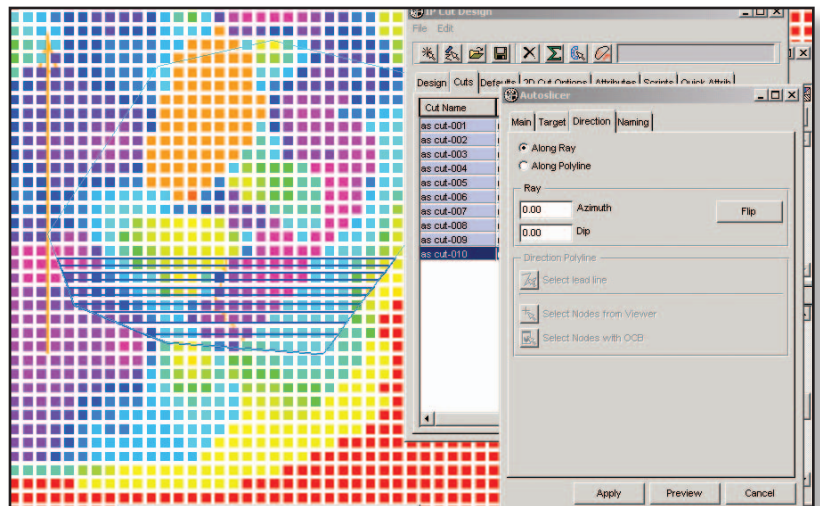 IP Cut Design
File Edit
Design Cuts Defaults 2D Cut Options Attributes Scripts Quick Attrib
Cut Name
as cut-001
as cut-002
as cut-003
as cut-004
as cut-005
as cut-006
as cut-007
as cut-008
as cut-009
as cut-010
Autoslicer
Main Target Direction Naming
Along Ray
Along Polyline
Ray
0.00 Azimuth Flip
0.00 Dip
Direction Polyline
Select lead line
Select Nodes from Viewer
Select Nodes with OCB
Apply Preview Cancel